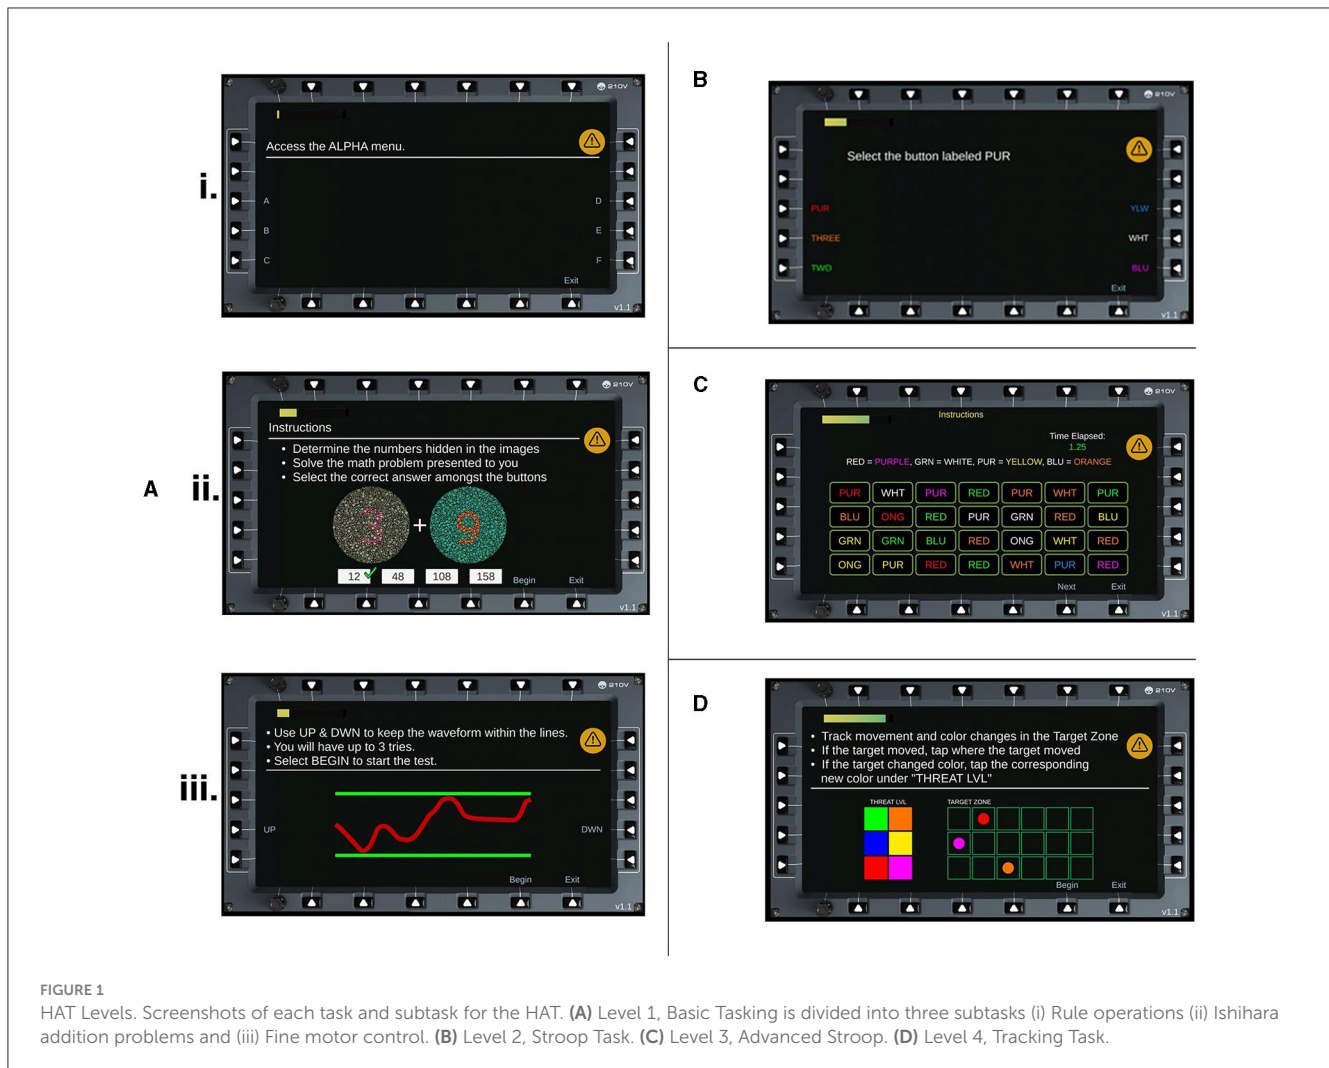 A
i.
210V
Access the ALPHA menu.
A
D
B
E
C
F
Exit
v1.1
ii.
210V
Instructions
• Determine the numbers hidden in the images
• Solve the math problem presented to you
• Select the correct answer amongst the buttons
3 + 9
12 48 108 158 Begin Exit
v1.1
iii.
210V
• Use UP & DWN to keep the waveform within the lines.
• You will have up to 3 tries.
• Select BEGIN to start the test.
UP DWN
Begin Exit
v1.1
B
210V
Select the button labeled PUR
PUR YLW
THREE WHT
TWO BLU
Exit
v1.1
C
210V
Instructions
Time Elapsed:
1.25
RED = PURPLE, GRN = WHITE, PUR = YELLOW, BLU = ORANGE
PUR WHT PUR RED PUR WHT PUR
BLU ONG RED PUR GRN RED BLU
GRN GRN BLU RED ONG WHT RED
ONG PUR RED RED WHT PUR RED
Next Exit
v1.1
D
210V
• Track movement and color changes in the Target Zone
• If the target moved, tap where the target moved
• If the target changed color, tap the corresponding
new color under "THREAT LVL"
THREAT LVL TARGET ZONE
Begin Exit
v1.1
FIGURE 1
HAT Levels. Screenshots of each task and subtask for the HAT. (A) Level 1, Basic Tasking is divided into three subtasks (i) Rule operations (ii) Ishihara
addition problems and (iii) Fine motor control. (B) Level 2, Stroop Task. (C) Level 3, Advanced Stroop. (D) Level 4, Tracking Task.